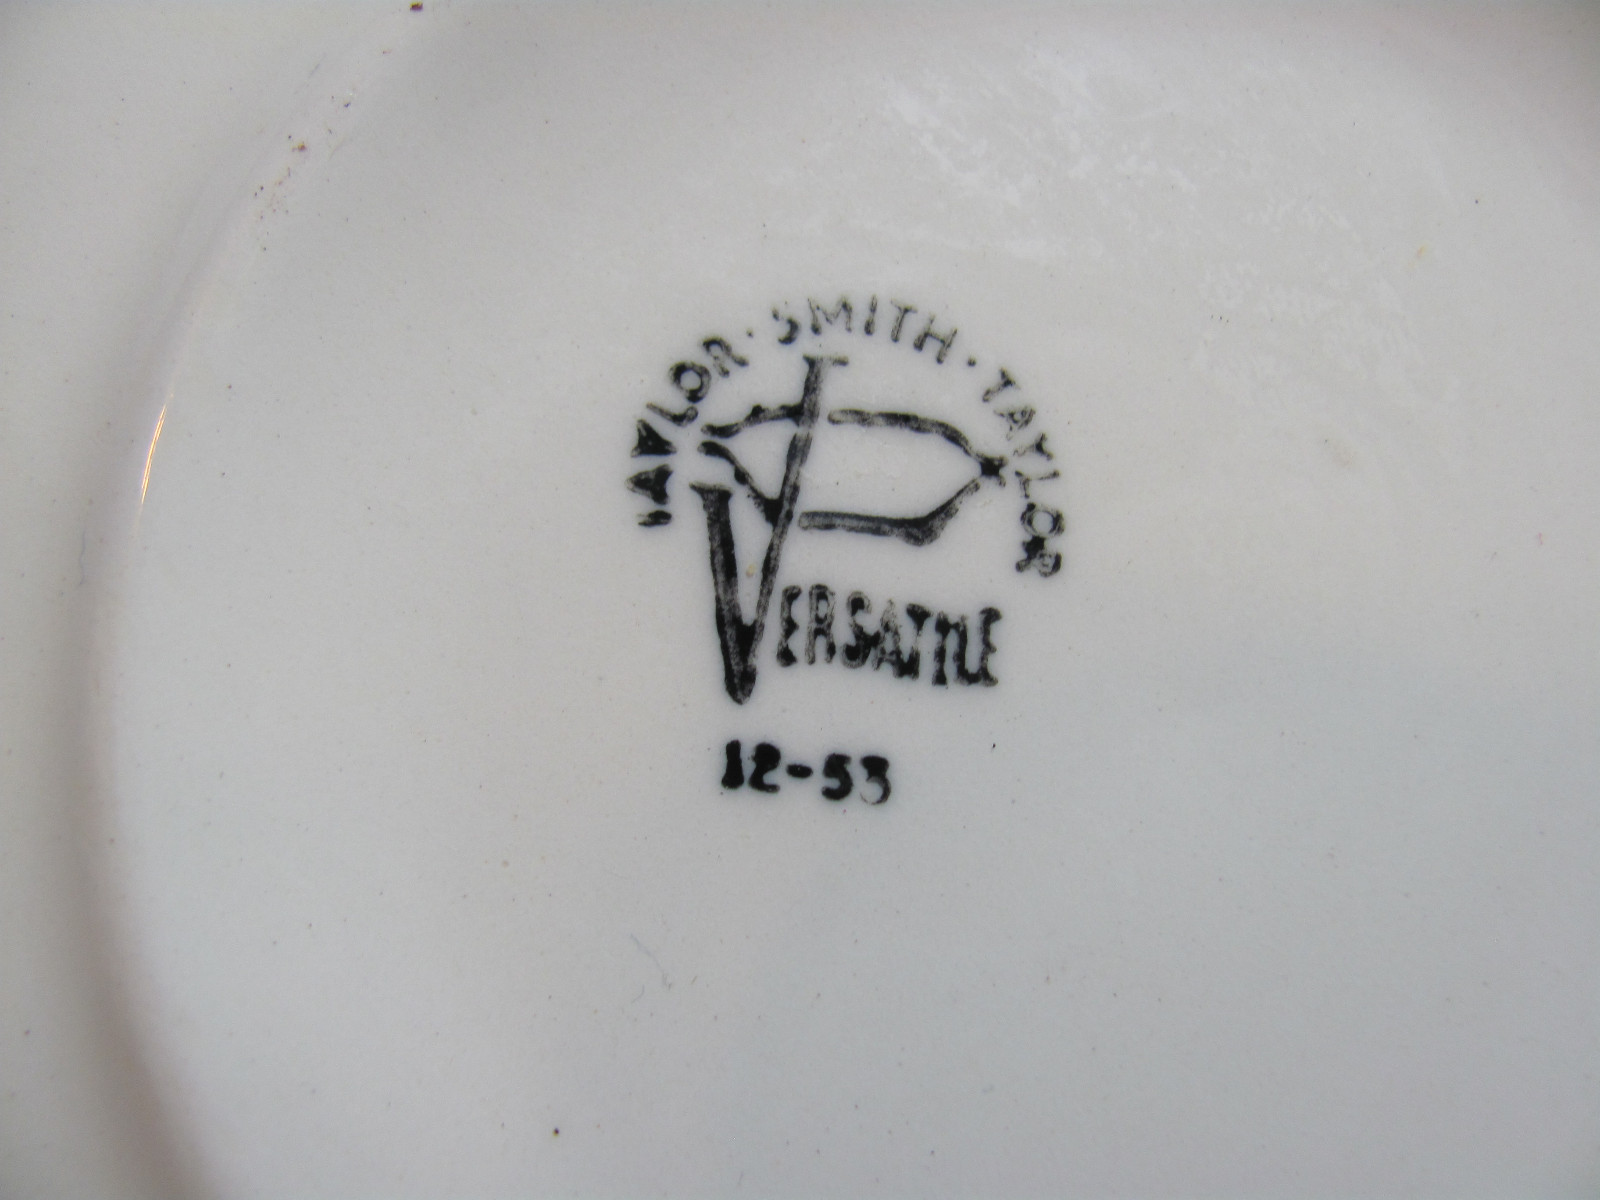 TAYLOR · SMITH · TAYLOR
VERSATILE
12-53